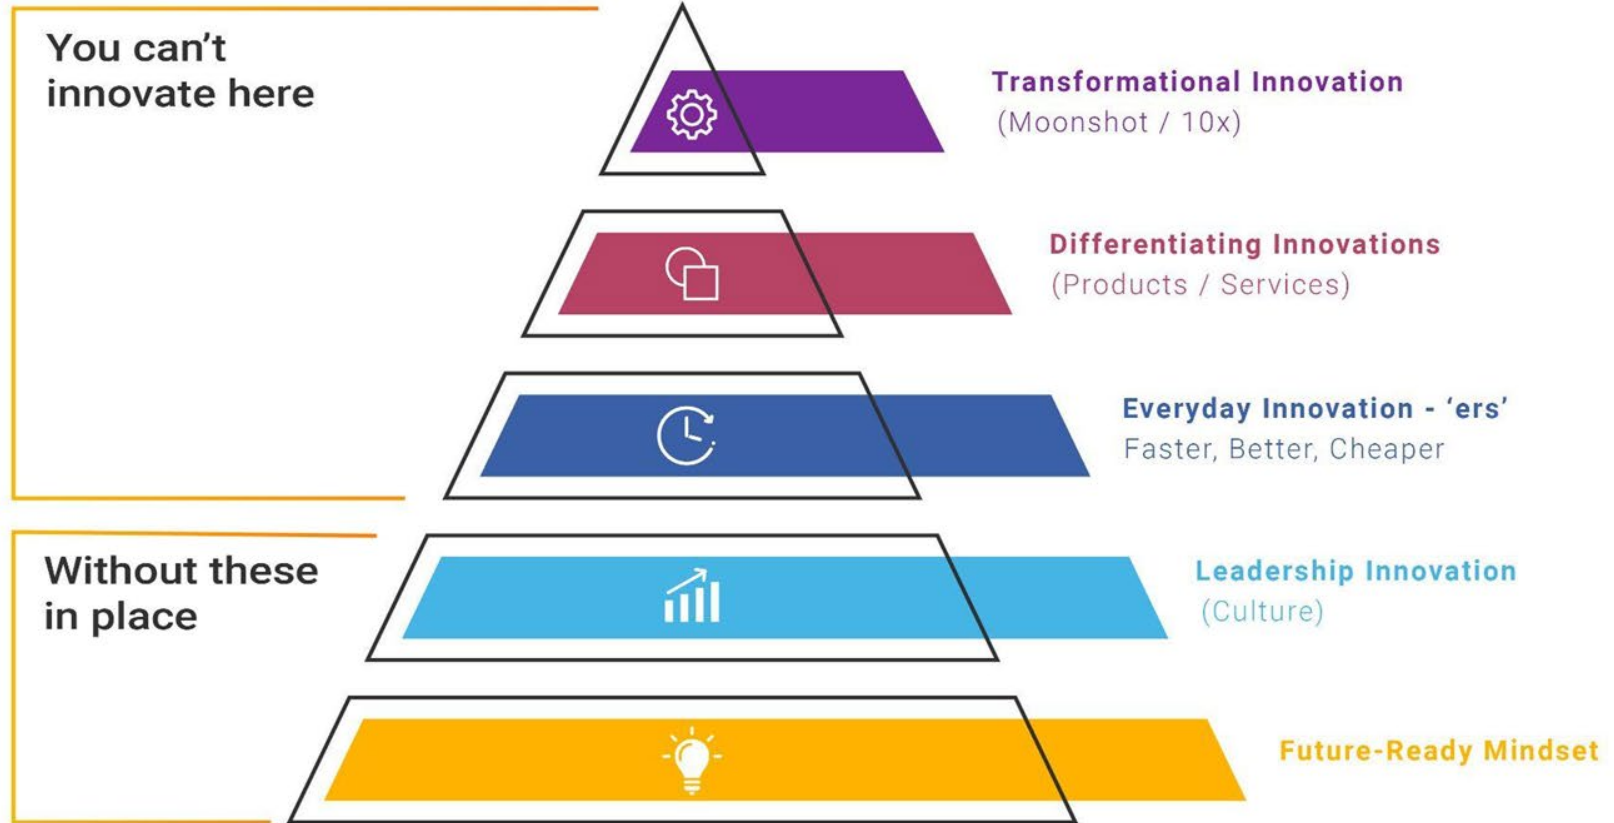 You can't
innovate here
Transformational Innovation
(Moonshot / 10x)
Differentiating Innovations
(Products / Services)
Everyday Innovation - ‘ers’
Faster, Better, Cheaper
Without these
in place
Leadership Innovation
(Culture)
Future-Ready Mindset